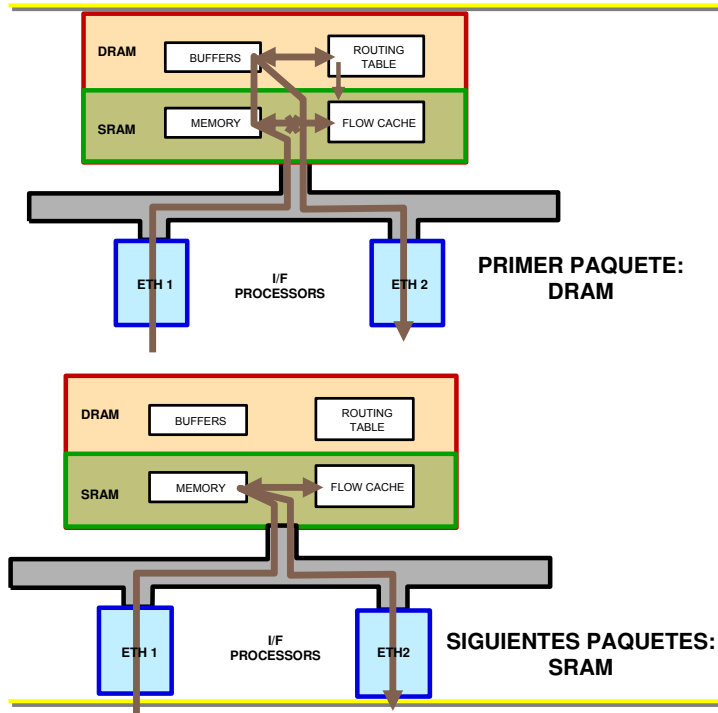 DRAM
BUFFERS
ROUTING
TABLE
SRAM
MEMORY
FLOW CACHE
ETH 1
I/F
PROCESSORS
ETH 2
PRIMER PAQUETE:
DRAM
DRAM
BUFFERS
ROUTING
TABLE
SRAM
MEMORY
FLOW CACHE
ETH 1
I/F
PROCESSORS
ETH2
SIGUIENTES PAQUETES:
SRAM